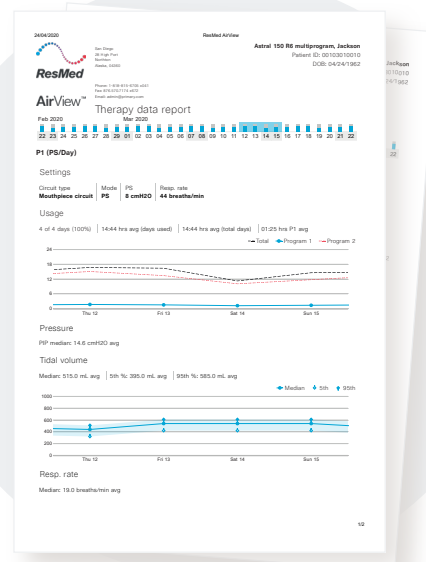 24/04/2020 ResMed AirView
San Diego
Astral 150 R6 multiprogram, Jackson
Patient ID: 00103010010
DOB: 04/24/1962
ResMed
AirView™
Therapy data report
Feb 2020 Mar 2020
22 23 24 25 26 27 28 29 01 02 03 04 05 06 07 08 09 10 11 12 13 14 15 16 17 18 19 20 21 22
P1 (PS/Day)
Settings
Circuit type Mode PS Resp. rate
Mouthpiece circuit PS 8 cmH2O 44 breaths/min
Usage
4 of 4 days (100%) 14:44 hrs avg (days used) 14:44 hrs avg (total days) 01:25 hrs P1 avg
Total Program 1 Program 2
24
18
12
6
0
Thu 12 Fri 13 Sat 14 Sun 15
Pressure
PIP median: 14.6 cmH2O avg
Tidal volume
Median: 515.0 mL avg 5th %: 395.0 mL avg 95th %: 585.0 mL avg
Median 5th 95th
1000
800
600
400
200
0
Thu 12 Fri 13 Sat 14 Sun 15
Resp. rate
Median: 19.0 breaths/min avg
1/2
22